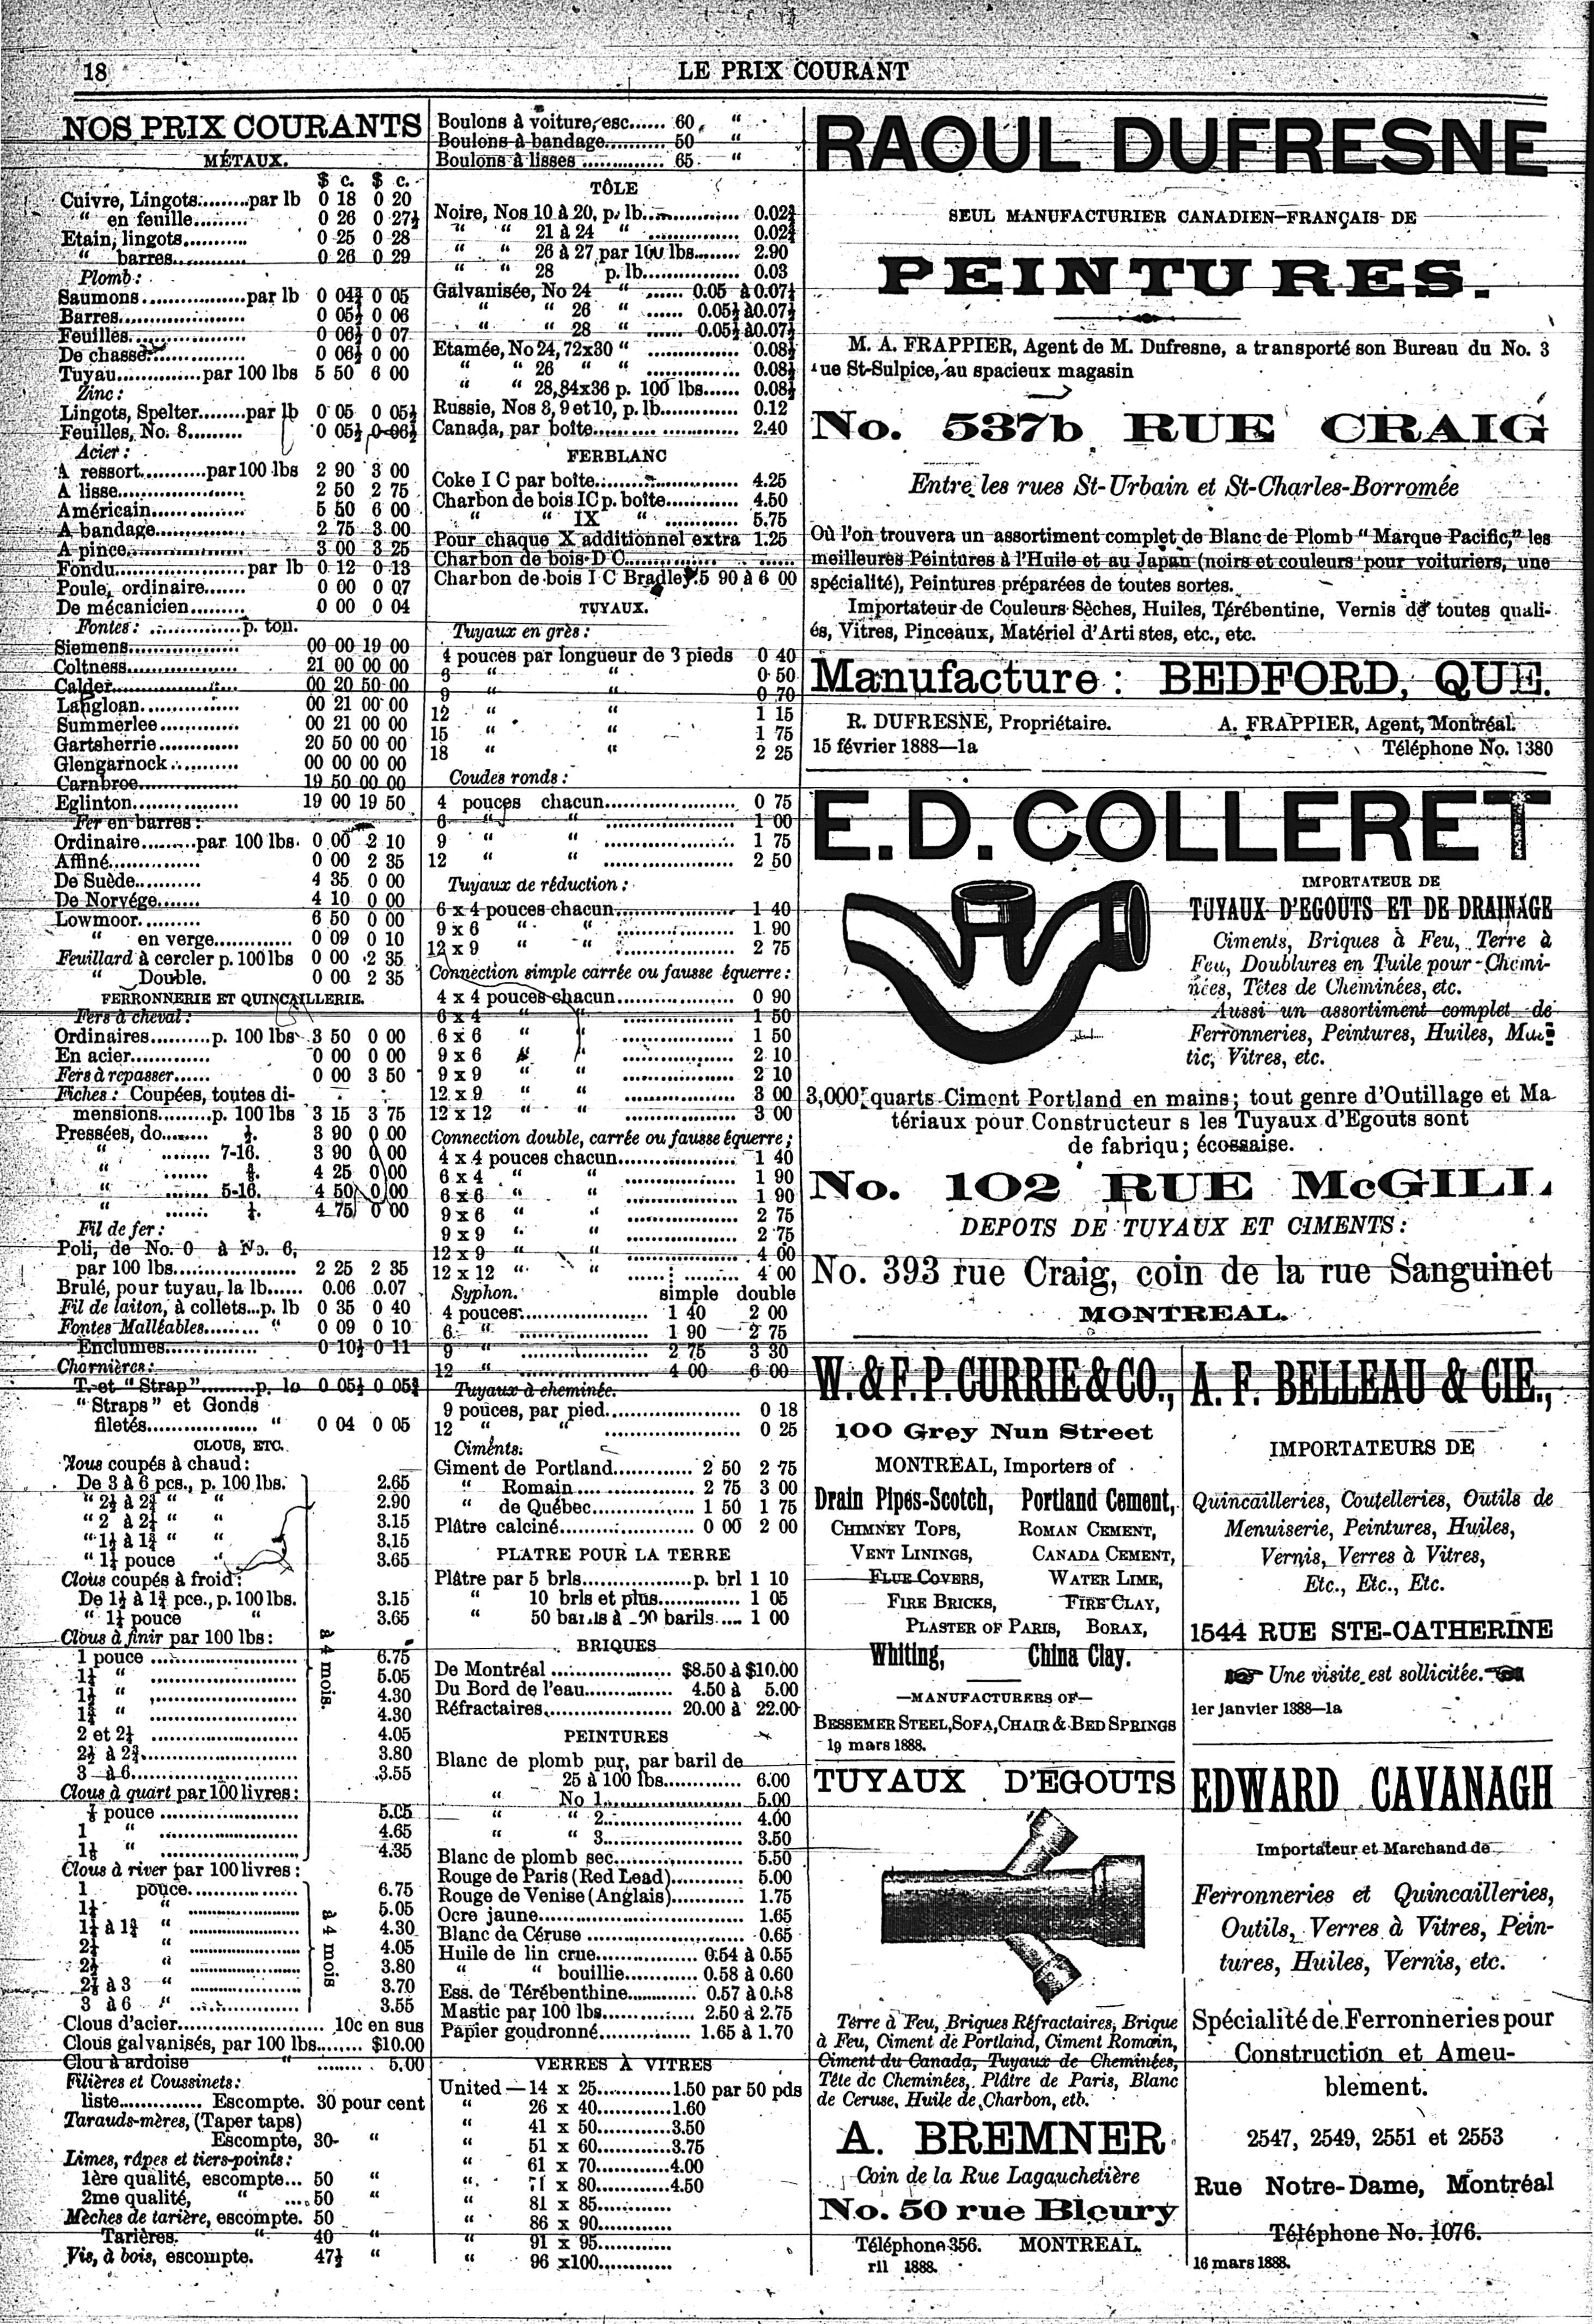 18
LE PRIX COURANT
NOS PRIX COURANTS
MÉTAUX.
$ c. $ c.
Cuivre, Lingots.........par lb 0 18 0 20
“ en feuille......... 0 26 0 27½
Etain, lingots........... 0 25 0 28
“ barres............ 0 26 0 29
Plomb :
Saumons................par lb 0 04¾ 0 05
Barres.................... 0 05½ 0 06
Feuilles.................. 0 06½ 0 07
De chasse............... 0 06½ 0 00
Tuyau.............par 100 lbs 5 50 6 00
Zinc :
Lingots, Spelter........par lb 0 05 0 05½
Feuilles, No. 8......... 0 05½ 0 06½
Acier :
A ressort...........par 100 lbs 2 90 3 00
A lisse..................... 2 50 2 75
Américain............... 5 50 6 00
A bandage............... 2 75 3 00
A pince................... 3 00 3 25
Fondu.................par lb 0 12 0 13
Poule, ordinaire....... 0 00 0 07
De mécanicien......... 0 00 0 04
Fontes : ..............p. ton.
Siemens.................. 00 00 19 00
Coltness.................. 21 00 00 00
Calder.................... 00 20 50 00
Langloan................ 00 21 00 00
Summerlee.............. 00 21 00 00
Gartsherrie............. 20 50 00 00
Glengarnock........... 00 00 00 00
Carnbroe................. 19 50 00 00
Eglinton................. 19 00 19 50
Fer en barres :
Ordinaire.........par 100 lbs. 0 00 2 10
Affiné............... 0 00 2 35
De Suède........... 4 35 0 00
De Norvége....... 4 10 0 00
Lowmoor.......... 6 50 0 00
“ en verge............. 0 09 0 10
Feuillard à cercler p. 100 lbs 0 00 2 35
“ Double. 0 00 2 35
FERRONNERIE ET QUINCAILLERIE.
Fers à cheval :
Ordinaires..........p. 100 lbs 3 50 0 00
En acier............. 0 00 0 00
Fers à repasser...... 0 00 3 50
Fiches : Coupées, toutes di-
mensions.........p. 100 lbs 3 15 3 75
Pressées, do........ ½. 3 90 0 00
“ ........ 7-16. 3 90 0 00
“ ....... ⅜. 4 25 0 00
“ ....... 5-16. 4 50 0 00
“ ....... ¼. 4 75 0 00
Fil de fer :
Poli, de No. 0 à No. 6,
par 100 lbs..................... 2 25 2 35
Brulé, pour tuyau, la lb...... 0.06 0.07
Fil de laiton, à collets...p. lb 0 35 0 40
Fontes Malléables......... “ 0 09 0 10
Enclumes............... 0 10½ 0 11
Charnières :
T. et “ Strap”.........p. lb 0 05½ 0 05¾
“Straps” et Gonds
filetés.................. “ 0 04 0 05
CLOUS, ETC.
Clous coupés à chaud :
De 3 à 6 pcs., p. 100 lbs. 2.65
“ 2½ à 2¾ “ “ 2.90
“ 2 à 2¼ “ “ 3.15
“ 1½ à 1¾ “ “ 3.15
“ 1¼ pouce “ 3.65
Clous coupés à froid :
De 1½ à 1¾ pce., p. 100 lbs. 3.15
“ 1¼ pouce “ 3.65
Clous à finir par 100 lbs :
1 pouce ......................... 6.75
1¼ “ ......................... 5.05
1½ “ ......................... 4.30
1¾ “ ......................... 4.30
2 et 2¼ ......................... 4.05
2½ à 2¾......................... 3.80
3 à 6............................. 3.55
à 4 mois.
Clous à quart par 100 livres :
⅞ pouce ....................... 5.05
1 “ ....................... 4.65
1¼ “ ....................... 4.35
Clous à river par 100 livres :
1 pouce.................... 6.75
1¼ “ .................... 5.05
1½ à 1¾ “ .................... 4.30
2¼ “ .................... 4.05
2½ “ .................... 3.80
2¾ à 3 “ .................... 3.70
3 à 6 “ .................... 3.55
à 4 mois
Clous d'acier........................ 10c en sus
Clous galvanisés, par 100 lbs....... $10.00
Clou à ardoise “ ........ 5.00
Filières et Coussinets :
liste............... Escompte. 30 pour cent
Tarauds-mères, (Taper taps)
Escompte, 30 “
Limes, râpes et tiers-points :
1ère qualité, escompte... 50 “
2me qualité, “ .... 50 “
Mèches de tarière, escompte. 50
Tarières. “ 40 “
Vis, à bois, escompte. 47½ “
Boulons à voiture, esc...... 60 “
Boulons à bandage.......... 50 “
Boulons à lisses .............. 65 “
TÔLE
Noire, Nos 10 à 20, p. lb................ 0.02¾
“ “ 21 à 24 “ ................ 0.02¾
“ “ 26 à 27 par 100 lbs........ 2.90
“ “ 28 p. lb................ 0.03
Galvanisée, No 24 “ ...... 0.05 à 0.07½
“ “ 26 “ ...... 0.05½ à 0.07½
“ “ 28 “ ...... 0.05½ à 0.07½
Etamée, No 24, 72x30 “ ............... 0.08½
“ “ 26 “ “ ............... 0.08½
“ “ 28, 84x36 p. 100 lbs...... 0.08½
Russie, Nos 8, 9 et 10, p. lb............. 0.12
Canada, par boîte......................... 2.40
FERBLANC
Coke I C par boîte......................... 4.25
Charbon de bois IC p. boîte............. 4.50
“ “ IX “ ............ 5.75
Pour chaque X additionnel extra 1.25
Charbon de bois D C........................
Charbon de bois I C Bradley. 5 90 à 6 00
TUYAUX.
Tuyaux en grès :
4 pouces par longueur de 3 pieds 0 40
6 “ “ 0 50
9 “ “ 0 70
12 “ “ 1 15
15 “ “ 1 75
18 “ “ 2 25
Coudes ronds :
4 pouces chacun....................... 0 75
6 “ “ ....................... 1 00
9 “ “ ....................... 1 75
12 “ “ ....................... 2 50
Tuyaux de réduction :
6 x 4 pouces chacun.................... 1 40
9 x 6 “ “ .................... 1 90
12 x 9 “ “ .................... 2 75
Connection simple carrée ou fausse équerre :
4 x 4 pouces chacun.................... 0 90
6 x 4 “ “ .................... 1 50
6 x 6 “ “ .................... 1 50
9 x 6 “ “ .................... 2 10
9 x 9 “ “ .................... 2 10
12 x 9 “ “ .................... 3 00
12 x 12 “ “ .................... 3 00
Connection double, carrée ou fausse équerre ;
4 x 4 pouces chacun.................... 1 40
6 x 4 “ “ .................... 1 90
6 x 6 “ “ .................... 1 90
9 x 6 “ “ .................... 2 75
9 x 9 “ “ .................... 2 75
12 x 9 “ “ .................... 4 00
12 x 12 “ “ .................... 4 00
Syphon. simple double
4 pouces....................... 1 40 2 00
6 “ ....................... 1 90 2 75
9 “ ....................... 2 75 3 30
12 “ ....................... 4 00 6 00
Tuyaux à cheminée.
9 pouces, par pied....................... 0 18
12 “ “ ....................... 0 25
Ciments.
Ciment de Portland............. 2 50 2 75
“ Romain.................... 2 75 3 00
“ de Québec................. 1 50 1 75
Plâtre calciné....................... 0 00 2 00
PLATRE POUR LA TERRE
Plâtre par 5 brls...................p. brl 1 10
“ 10 brls et plus............... 1 05
“ 50 barils à 00 barils.... 1 00
BRIQUES
De Montréal .................... $8.50 à $10.00
Du Bord de l'eau............... 4.50 à 5.00
Réfractaires..................... 20.00 à 22.00
PEINTURES
Blanc de plomb pur, par baril de
25 à 100 lbs............. 6.00
“ No 1....................... 5.00
“ “ 2....................... 4.00
“ “ 3....................... 3.50
Blanc de plomb sec....................... 5.50
Rouge de Paris (Red Lead)............ 5.00
Rouge de Venise (Anglais)............ 1.75
Ocre jaune................................. 1.65
Blanc de Céruse .......................... 0.65
Huile de lin crue................. 0.54 à 0.55
“ “ bouillie............ 0.58 à 0.60
Ess. de Térébenthine............ 0.57 à 0.58
Mastic par 100 lbs............... 2.50 à 2.75
Papier goudronné............... 1.65 à 1.70
VERRES À VITRES
United — 14 x 25............1.50 par 50 pds
“ 26 x 40............1.60
“ 41 x 50............3.50
“ 51 x 60............3.75
“ 61 x 70............4.00
“ 71 x 80............4.50
“ 81 x 85............
“ 86 x 90............
“ 91 x 95............
“ 96 x100............
RAOUL DUFRESNE
SEUL MANUFACTURIER CANADIEN-FRANÇAIS DE
PEINTURES.
M. A. FRAPPIER, Agent de M. Dufresne, a transporté son Bureau du No. 3
rue St-Sulpice, au spacieux magasin
No. 537b RUE CRAIG
Entre les rues St-Urbain et St-Charles-Borromée
Où l'on trouvera un assortiment complet de Blanc de Plomb “ Marque Pacific,” les
meilleures Peintures à l'Huile et au Japan (noirs et couleurs pour voituriers, une
spécialité), Peintures préparées de toutes sortes.
Importateur de Couleurs Sèches, Huiles, Térébentine, Vernis de toutes quali-
és, Vitres, Pinceaux, Matériel d'Arti stes, etc., etc.
Manufacture : BEDFORD, QUE.
R. DUFRESNE, Propriétaire. A. FRAPPIER, Agent, Montréal.
15 février 1888—1a Téléphone No. 1380
E. D. COLLERET
IMPORTATEUR DE
TUYAUX D'EGOUTS ET DE DRAINAGE
Ciments, Briques à Feu, Terre à
Feu, Doublures en Tuile pour Chemi-
nées, Têtes de Cheminées, etc.
Aussi un assortiment complet de
Ferronneries, Peintures, Huiles, Mas-
tic, Vitres, etc.
3,000 quarts Ciment Portland en mains ; tout genre d'Outillage et Ma
tériaux pour Constructeur s les Tuyaux d'Egouts sont
de fabriqu; écossaise.
No. 102 RUE McGILL
DEPOTS DE TUYAUX ET CIMENTS :
No. 393 rue Craig, coin de la rue Sanguinet
MONTREAL.
W. & F. P. CURRIE & CO.,
100 Grey Nun Street
MONTREAL, Importers of
Drain Pipes-Scotch, Portland Cement,
CHIMNEY TOPS, ROMAN CEMENT,
VENT LININGS, CANADA CEMENT,
FLUE COVERS, WATER LIME,
FIRE BRICKS, FIRE CLAY,
PLASTER OF PARIS, BORAX,
Whiting, China Clay.
—MANUFACTURERS OF—
BESSEMER STEEL, SOFA, CHAIR & BED SPRINGS
19 mars 1888.
A. F. BELLEAU & CIE.,
IMPORTATEURS DE
Quincailleries, Coutelleries, Outils de
Menuiserie, Peintures, Huiles,
Vernis, Verres à Vitres,
Etc., Etc., Etc.
1544 RUE STE-CATHERINE
Une visite est sollicitée.
1er janvier 1888—1a
TUYAUX D'EGOUTS
Terre à Feu, Briques Réfractaires, Brique
à Feu, Ciment de Portland, Ciment Romain,
Ciment du Canada, Tuyaux de Cheminées,
Tête de Cheminées, Plâtre de Paris, Blanc
de Ceruse, Huile de Charbon, etb.
A. BREMNER
Coin de la Rue Lagauchetière
No. 50 rue Bleury
Téléphone 356. MONTREAL.
ril 1888.
EDWARD CAVANAGH
Importateur et Marchand de
Ferronneries et Quincailleries,
Outils, Verres à Vitres, Pein-
tures, Huiles, Vernis, etc.
Spécialité de Ferronneries pour
Construction et Ameu-
blement.
2547, 2549, 2551 et 2553
Rue Notre-Dame, Montréal
Téléphone No. 1076.
16 mars 1888.